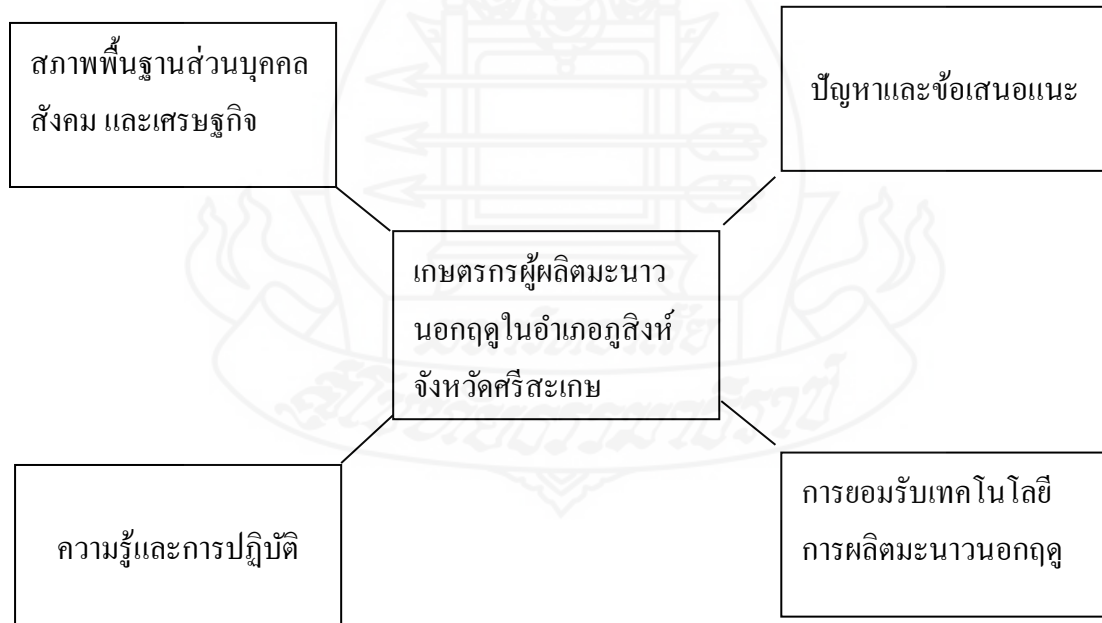 สภาพพื้นฐานส่วนบุคคล
สังคม และเศรษฐกิจ
ปัญหาและข้อเสนอแนะ
เกษตรกรผู้ผลิตมะนาว
นอกฤดูในอำเภอภูสิงห์
จังหวัดศรีสะเกษ
ความรู้และการปฏิบัติ
การยอมรับเทคโนโลยี
การผลิตมะนาวนอกฤดู